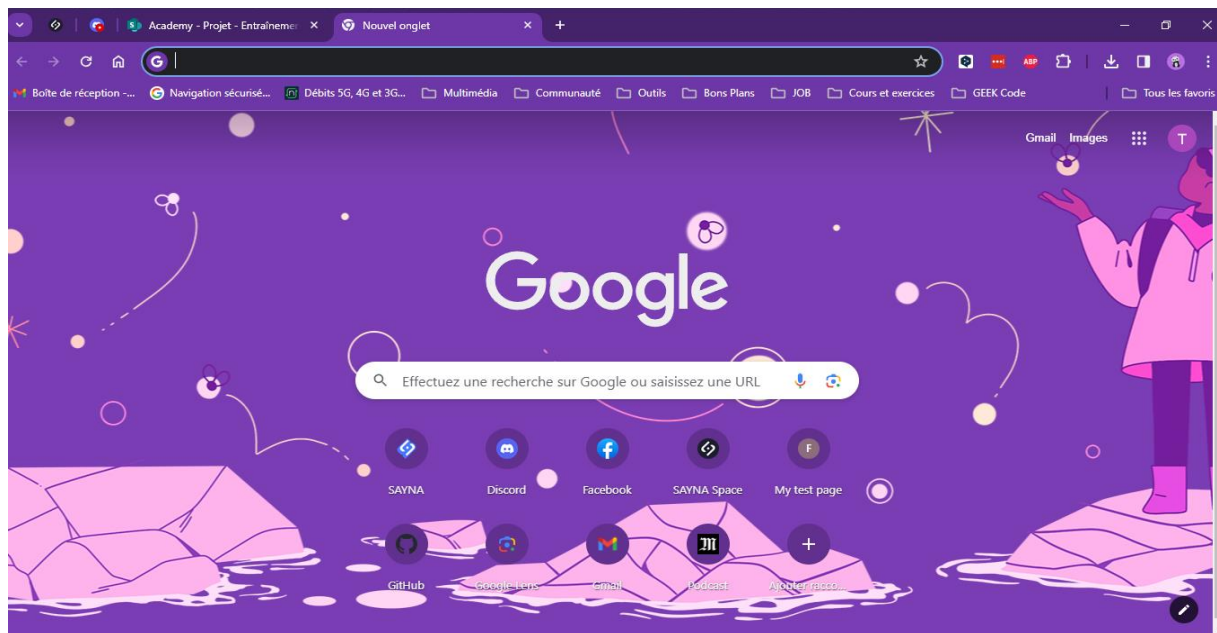 Academy - Projet - Entraîneme
Nouvel onglet
G
Boîte de réception -...
Navigation sécurisé...
Débits 5G, 4G et 3G...
Multimédia
Communauté
Outils
Bons Plans
JOB
Cours et exercices
GEEK Code
Tous les favoris
ABP
Gmail
Images
T
Google
Effectuez une recherche sur Google ou saisissez une URL
SAYNA
Discord
Facebook
SAYNA Space
F
My test page
GitHub
Google Lens
Gmail
Podcast
Ajouter racco...